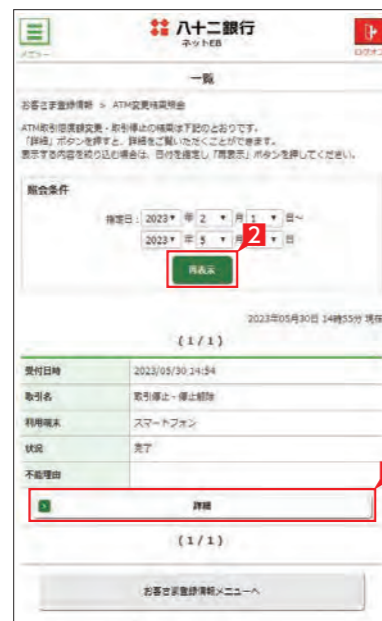 八十二銀行
ネットEB
メニュー
ログオフ
一覧
お客さま登録情報 > ATM変更結果照会
ATM取引限度額変更・取引停止の結果は下記のとおりです。
「詳細」ボタンを押すと、詳細をご覧いただくことができます。
表示する内容を絞り込む場合は、日付を指定し「再表示」ボタンを押してください。
照会条件
指定日：2023 年 2 月 1 日～
2023 年 5 月 日
2
再表示
2023年05月30日 14時55分 現在
(1/1)
受付日時 2023/05/30 14:54
取引名 取引停止・停止解除
利用端末 スマートフォン
状況 完了
不能理由
詳細
(1/1)
お客さま登録情報メニューへ